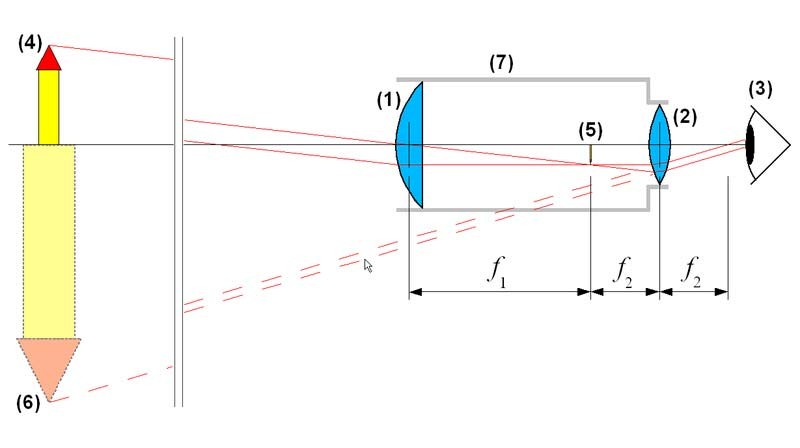 (4)
(7)
(1)
(2)
(3)
(5)
f1
f2
f2
(6)